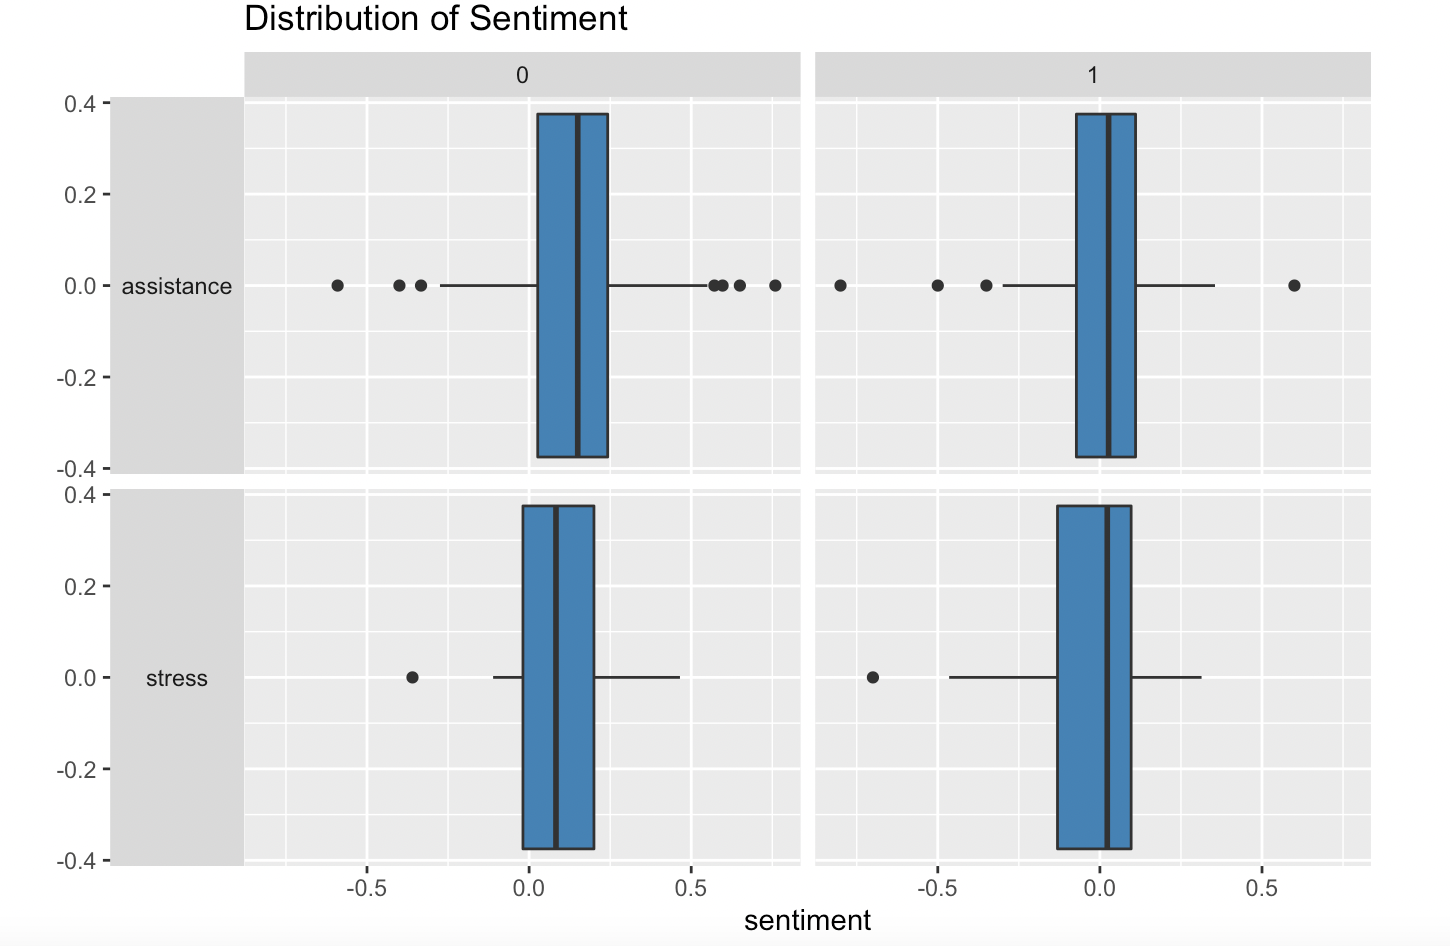 Distribution of Sentiment
0 1
0.4
0.2
assistance 0.0
-0.2
-0.4
0.4
0.2
stress 0.0
-0.2
-0.4
-0.5 0.0 0.5 -0.5 0.0 0.5
sentiment